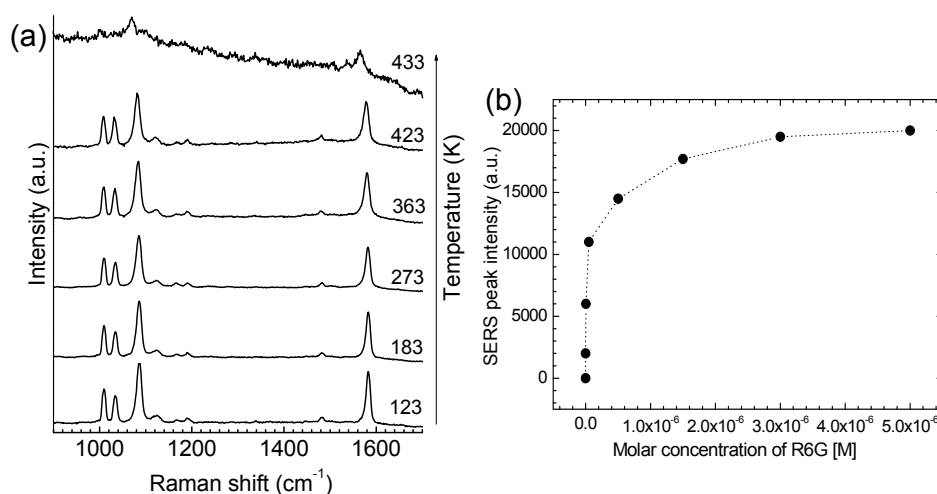 (a)
433
423
363
273
183
123
Intensity (a.u.)
Temperature (K)
1000 1200 1400 1600
Raman shift (cm⁻¹)
(b)
20000
15000
10000
5000
0
SERS peak intensity (a.u.)
0.0 1.0x10⁻⁶ 2.0x10⁻⁶ 3.0x10⁻⁶ 4.0x10⁻⁶ 5.0x10⁻⁶
Molar concentration of R6G [M]